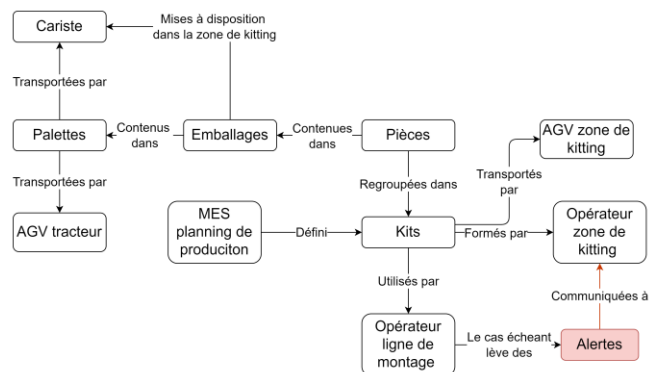 Cariste
Mises à disposition
dans la zone de kitting
Transportées par
Palettes
Contenus
dans
Emballages
Contenues
dans
Pièces
AGV zone de
kitting
Transportées par
Regroupées dans
Transportés
par
AGV tracteur
MES
planning de
produciton
Défini
Kits
Formés par
Opérateur
zone de
kitting
Utilisés par
Communiquées à
Opérateur
ligne de
montage
Le cas écheant
lève des
Alertes